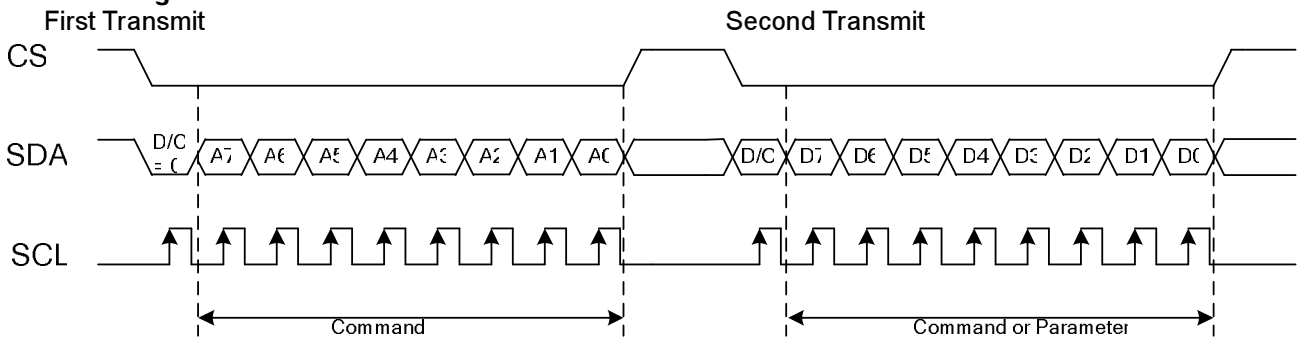 First Transmit Second Transmit
CS
D/C
SDA A7 A6 A5 A4 A3 A2 A1 A0 D/C D7 D6 D5 D4 D3 D2 D1 D0
= 0
SCL
Command Command or Parameter